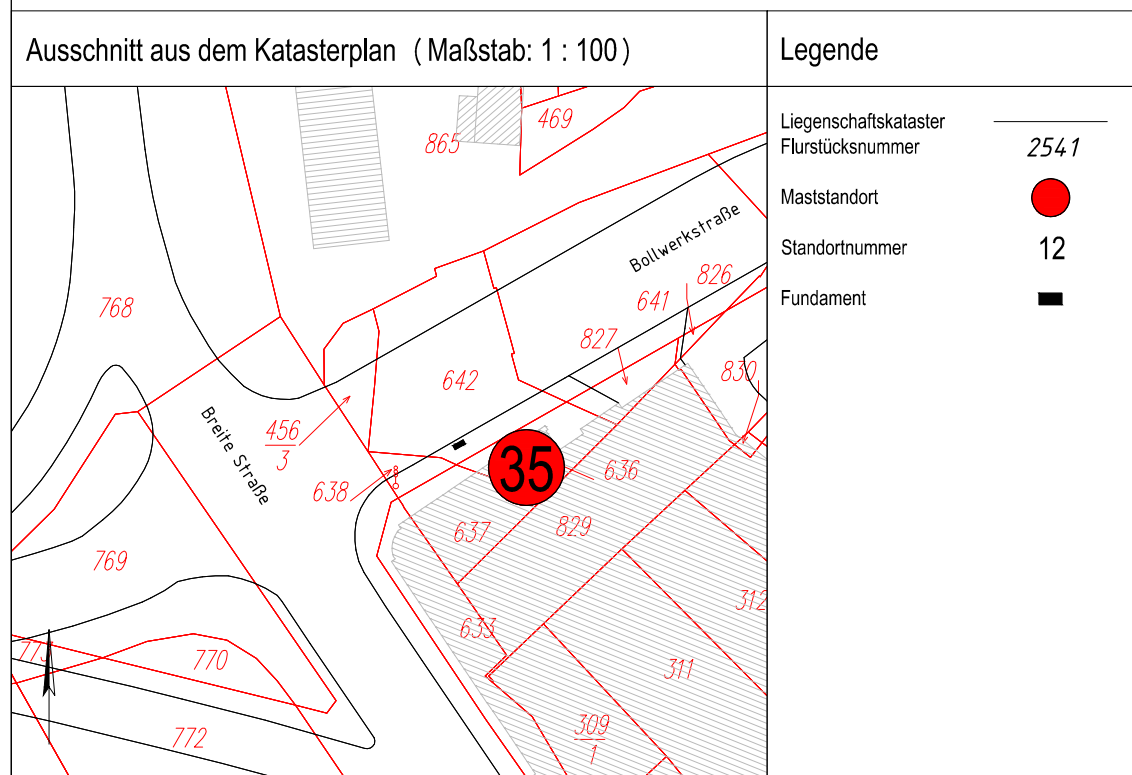 Ausschnitt aus dem Katasterplan (Maßstab: 1 : 100)
Legende
Liegenschaftskataster
Flurstücksnummer 2541
Maststandort
Standortnummer 12
Fundament
865
469
Bollwerkstraße
826
641
768
827
642
830
Breite Straße
456
3
35
638
636
637
829
769
312
633
773
770
311
309
1
772